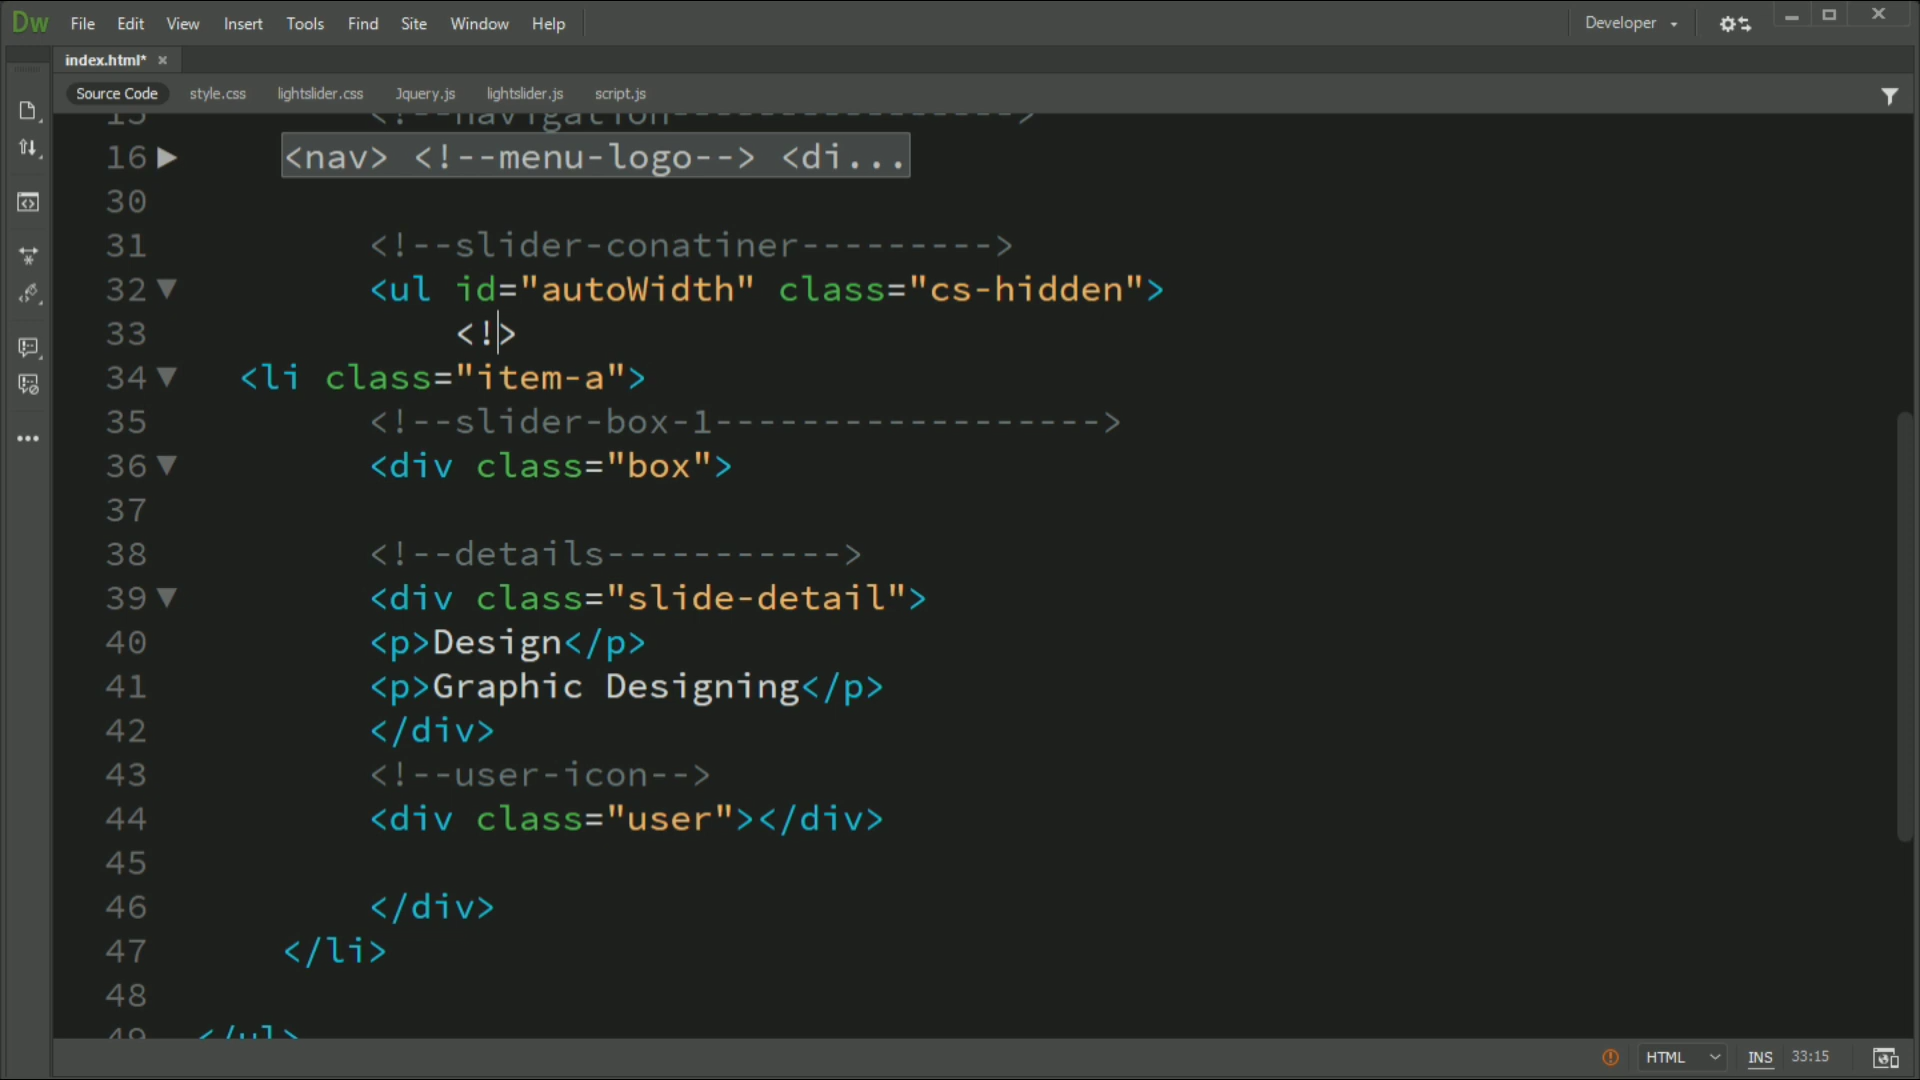 Dw File Edit View Insert Tools Find Site Window Help Developer
index.html*
Source Code style.css lightslider.css Jquery.js lightslider.js script.js
15 <!--navigation----------------->
16 <nav> <!--menu-logo--> <di...
30
31 <!--slider-conatiner--------->
32 <ul id="autoWidth" class="cs-hidden">
33 <!>
34 <li class="item-a">
35 <!--slider-box-1------------------>
36 <div class="box">
37
38 <!--details----------->
39 <div class="slide-detail">
40 <p>Design</p>
41 <p>Graphic Designing</p>
42 </div>
43 <!--user-icon-->
44 <div class="user"></div>
45
46 </div>
47 </li>
48
49 </ul>
HTML INS 33:15